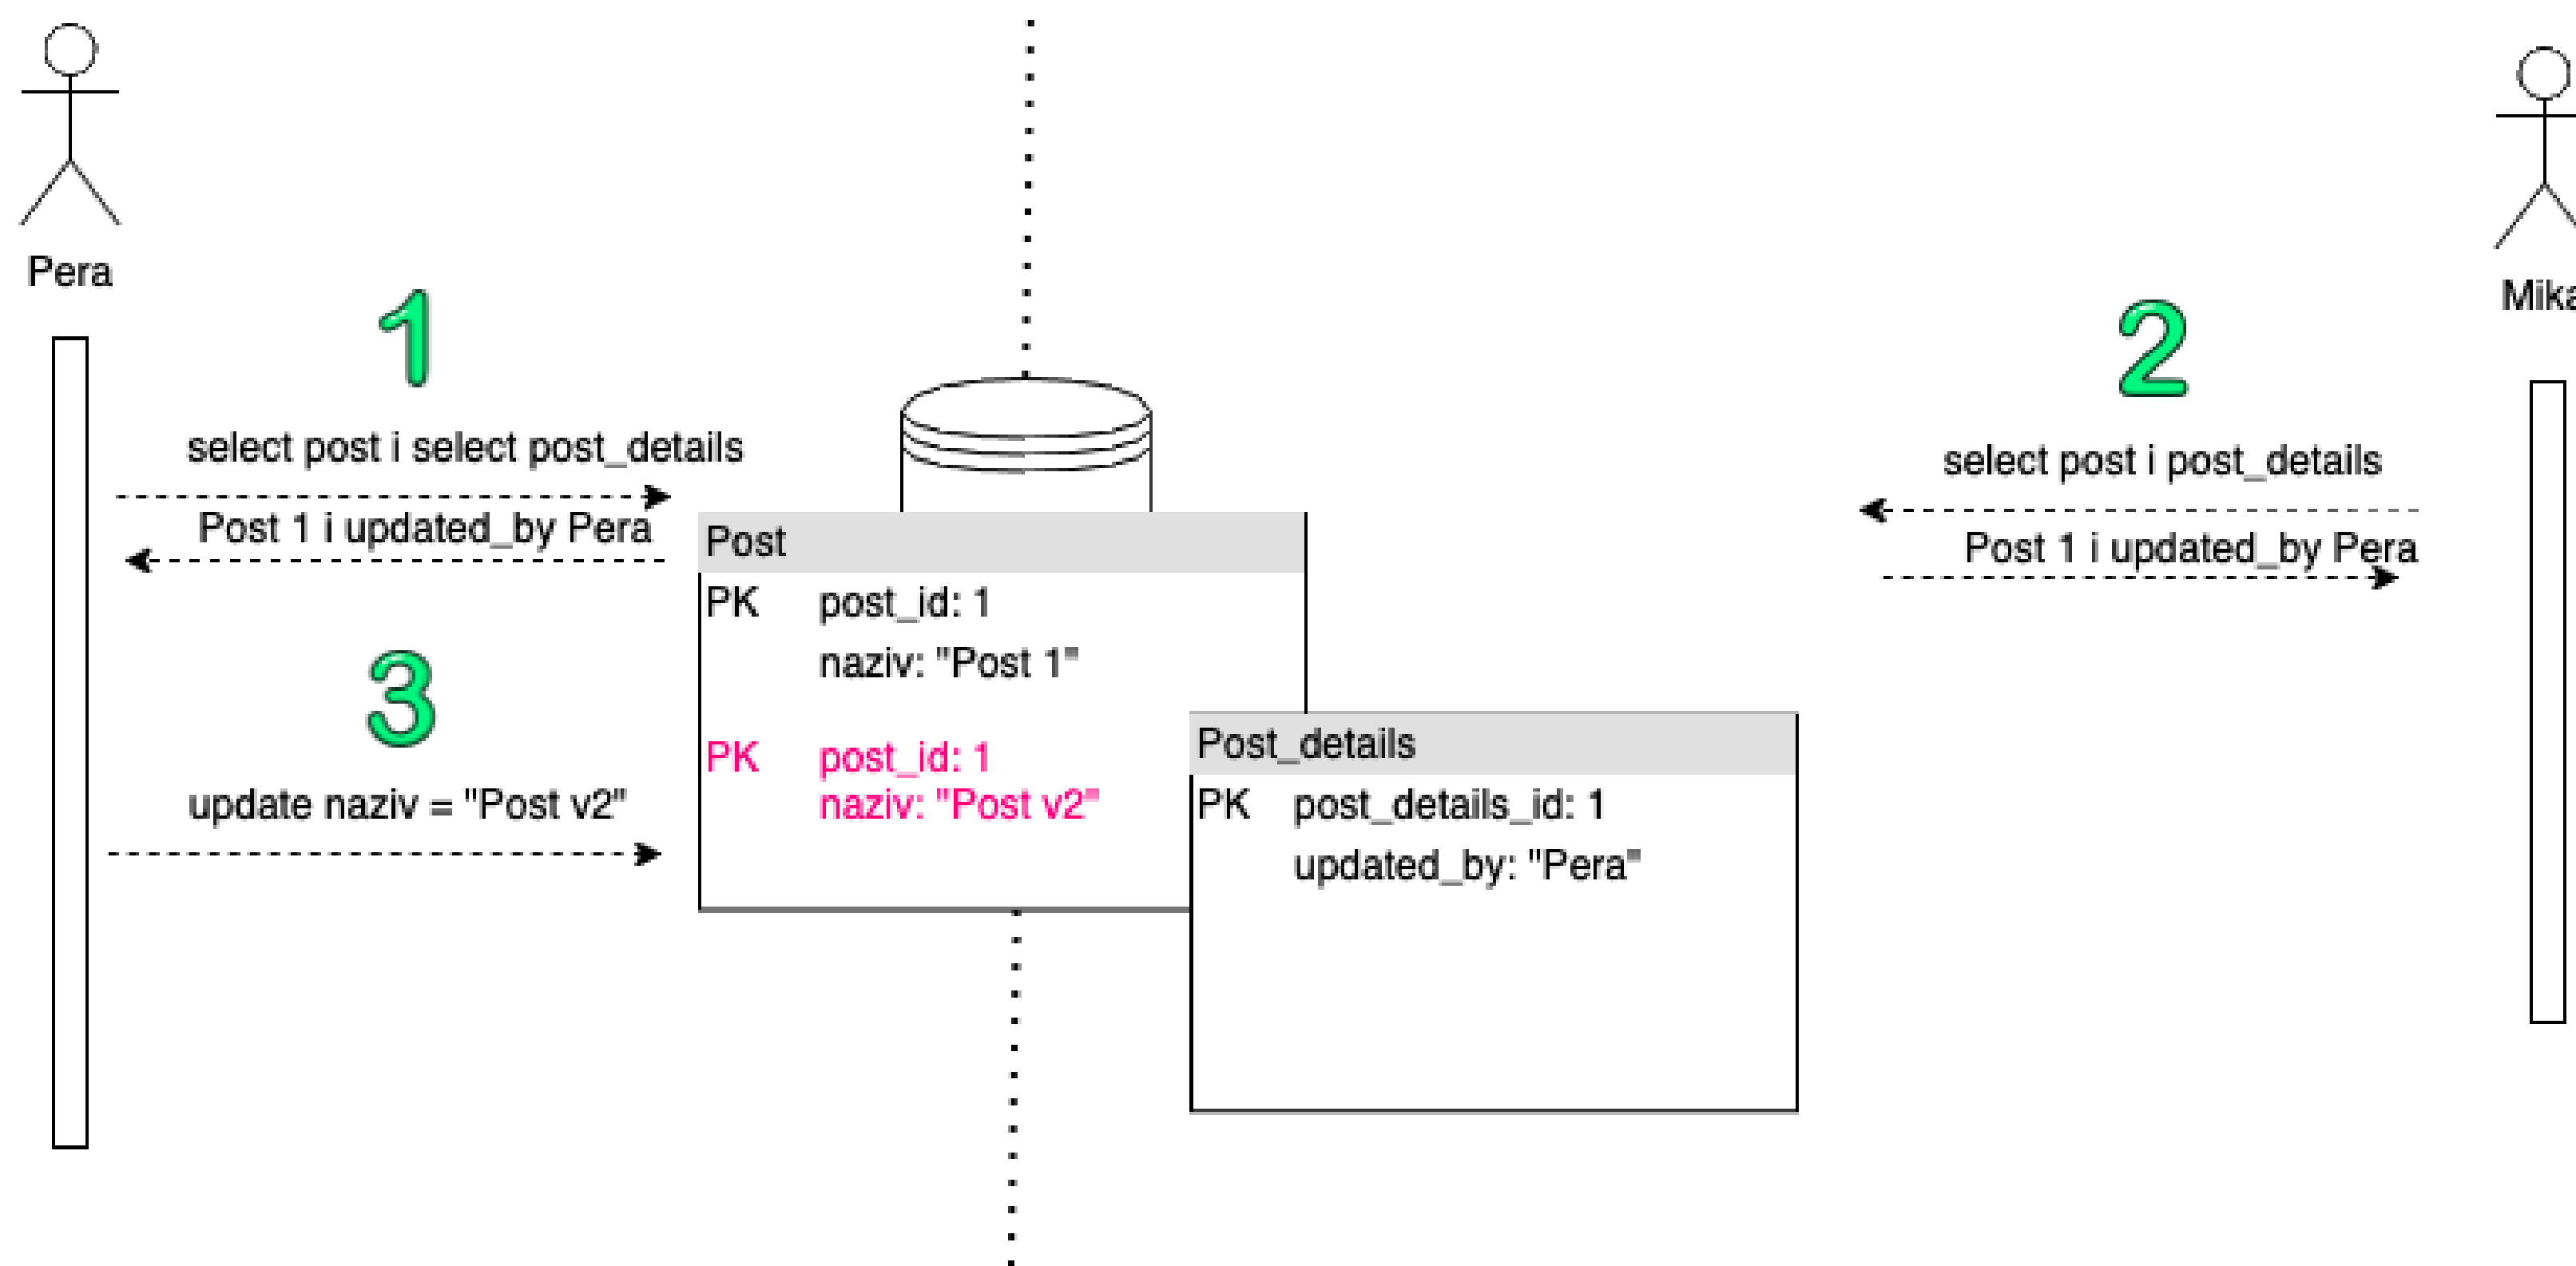 Pera
Mika
1
2
select post i select post_details
Post 1 i updated_by Pera
select post i post_details
Post 1 i updated_by Pera
Post
PK post_id: 1
naziv: "Post 1"
PK post_id: 1
naziv: "Post v2"
3
update naziv = "Post v2"
Post_details
PK post_details_id: 1
updated_by: "Pera"